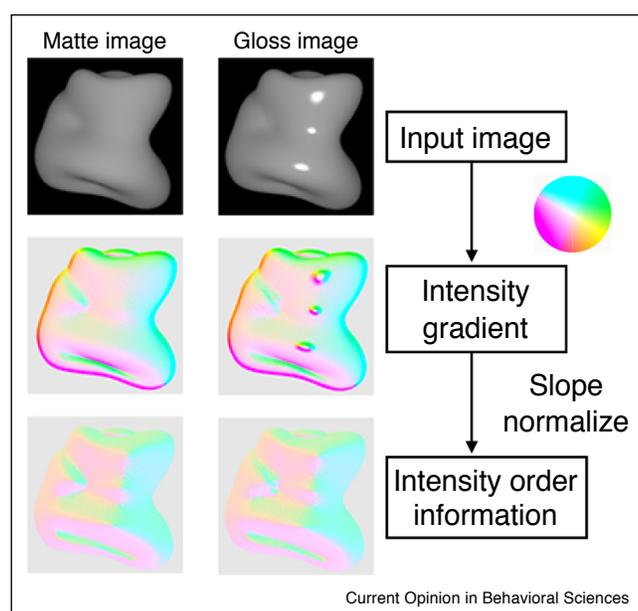 Matte image
Gloss image
Input image
Intensity
gradient
Slope
normalize
Intensity order
information
Current Opinion in Behavioral Sciences